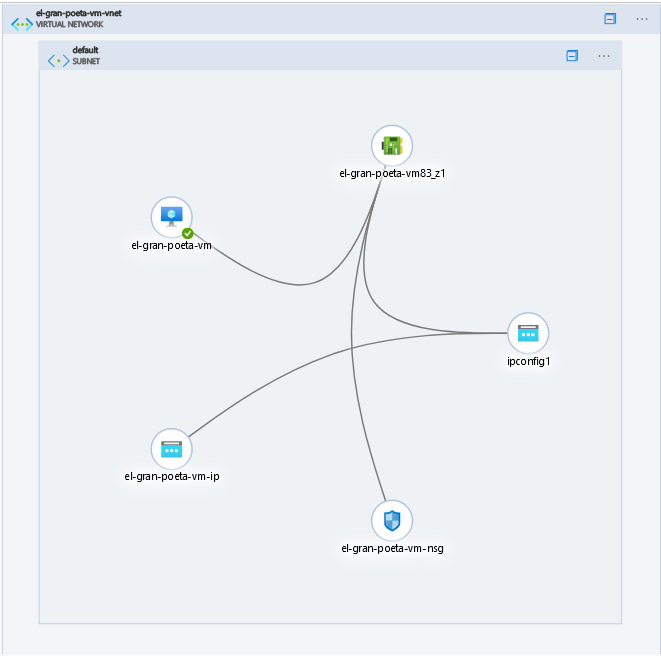 el-gran-poeta-vm-vnet
VIRTUAL NETWORK
default
SUBNET
el-gran-poeta-vm83_z1
el-gran-poeta-vm
ipconfig1
el-gran-poeta-vm-ip
el-gran-poeta-vm-nsg